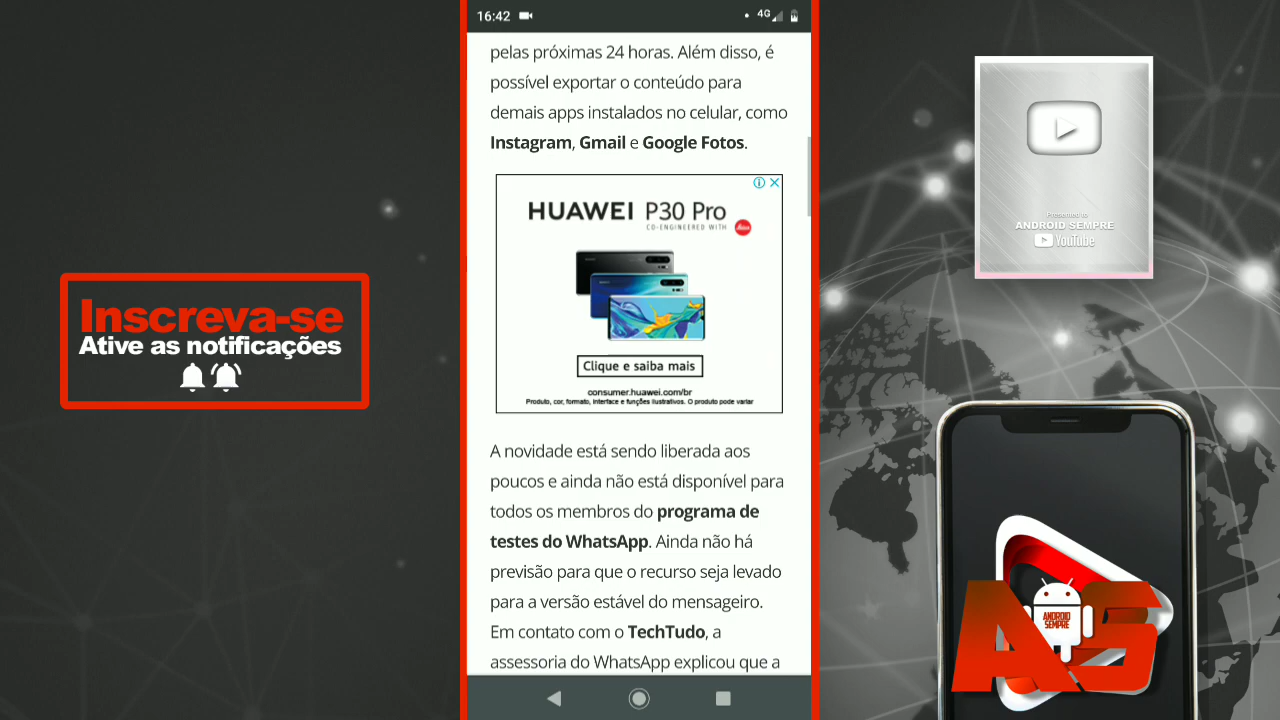 16:42
4G
pelas próximas 24 horas. Além disso, é
possível exportar o conteúdo para
demais apps instalados no celular, como
Instagram, Gmail e Google Fotos.
HUAWEI P30 Pro
CO-ENGINEERED WITH
Leica
Clique e saiba mais
consumer.huawei.com/br
Produto, cor, formato, interface e funções ilustrativos. O produto pode variar
A novidade está sendo liberada aos
poucos e ainda não está disponível para
todos os membros do programa de
testes do WhatsApp. Ainda não há
previsão para que o recurso seja levado
para a versão estável do mensageiro.
Em contato com o TechTudo, a
assessoria do WhatsApp explicou que a
Inscreva-se
Ative as notificações
Presented to
ANDROID SEMPRE
YouTube
AS
ANDROID
SEMPRE